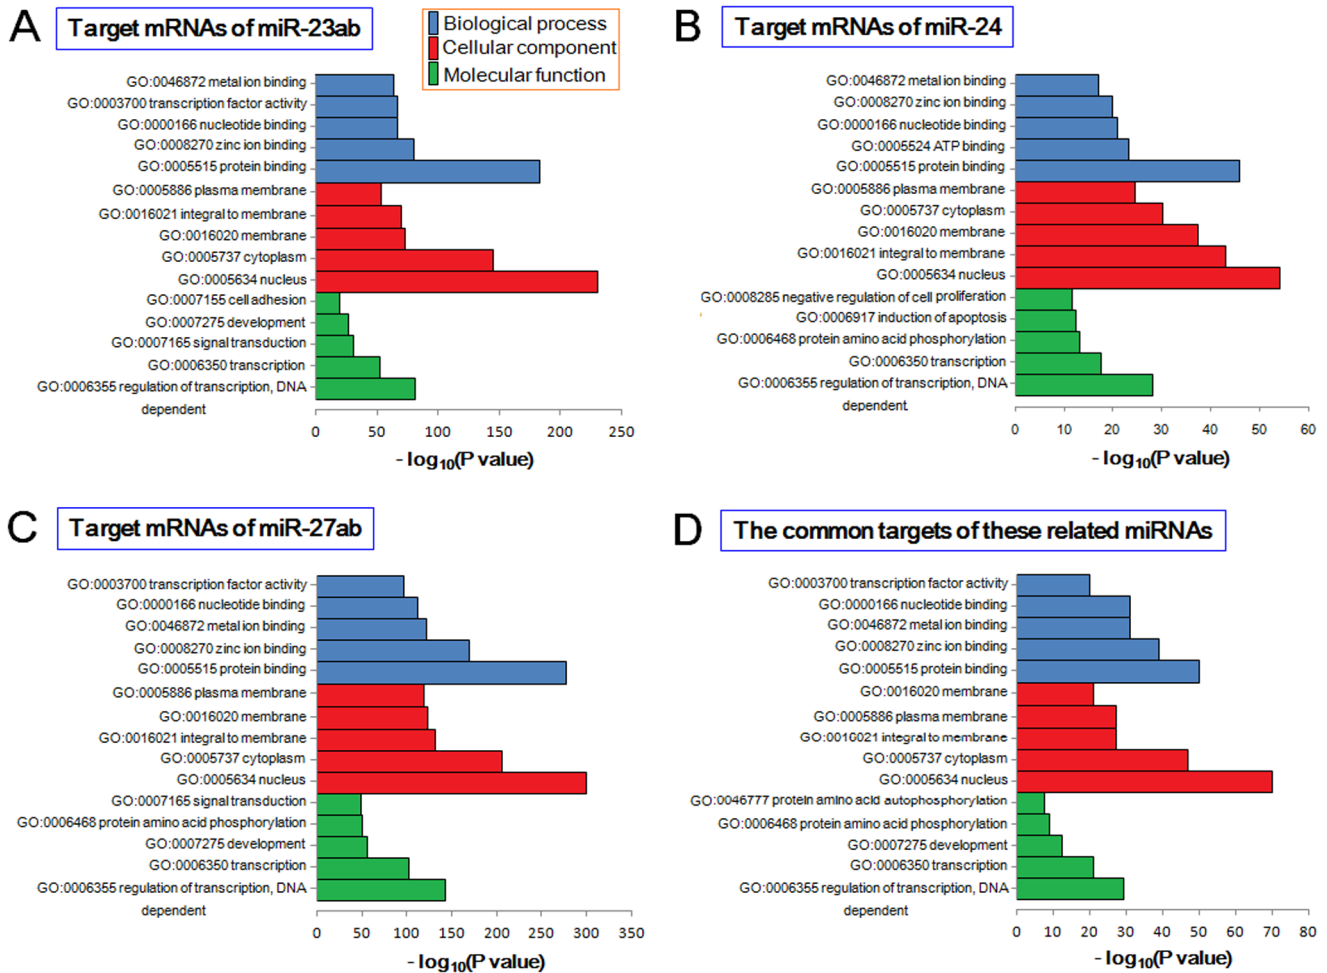 A
Target mRNAs of miR-23ab
Biological process
Cellular component
Molecular function
GO:0046872 metal ion binding
GO:0003700 transcription factor activity
GO:0000166 nucleotide binding
GO:0008270 zinc ion binding
GO:0005515 protein binding
GO:0005886 plasma membrane
GO:0016021 integral to membrane
GO:0016020 membrane
GO:0005737 cytoplasm
GO:0005634 nucleus
GO:0007155 cell adhesion
GO:0007275 development
GO:0007165 signal transduction
GO:0006350 transcription
GO:0006355 regulation of transcription, DNA
dependent
0 50 100 150 200 250
- log10(P value)
B
Target mRNAs of miR-24
GO:0046872 metal ion binding
GO:0008270 zinc ion binding
GO:0000166 nucleotide binding
GO:0005524 ATP binding
GO:0005515 protein binding
GO:0005886 plasma membrane
GO:0005737 cytoplasm
GO:0016020 membrane
GO:0016021 integral to membrane
GO:0005634 nucleus
GO:0008285 negative regulation of cell proliferation
GO:0006917 induction of apoptosis
GO:0006468 protein amino acid phosphorylation
GO:0006350 transcription
GO:0006355 regulation of transcription, DNA
dependent
0 10 20 30 40 50 60
- log10(P value)
C
Target mRNAs of miR-27ab
GO:0003700 transcription factor activity
GO:0000166 nucleotide binding
GO:0046872 metal ion binding
GO:0008270 zinc ion binding
GO:0005515 protein binding
GO:0005886 plasma membrane
GO:0016020 membrane
GO:0016021 integral to membrane
GO:0005737 cytoplasm
GO:0005634 nucleus
GO:0007165 signal transduction
GO:0006468 protein amino acid phosphorylation
GO:0007275 development
GO:0006350 transcription
GO:0006355 regulation of transcription, DNA
dependent
0 50 100 150 200 250 300 350
- log10(P value)
D
The common targets of these related miRNAs
GO:0003700 transcription factor activity
GO:0000166 nucleotide binding
GO:0046872 metal ion binding
GO:0008270 zinc ion binding
GO:0005515 protein binding
GO:0016020 membrane
GO:0005886 plasma membrane
GO:0016021 integral to membrane
GO:0005737 cytoplasm
GO:0005634 nucleus
GO:0046777 protein amino acid autophosphorylation
GO:0006468 protein amino acid phosphorylation
GO:0007275 development
GO:0006350 transcription
GO:0006355 regulation of transcription, DNA
dependent
0 10 20 30 40 50 60 70 80
- log10(P value)